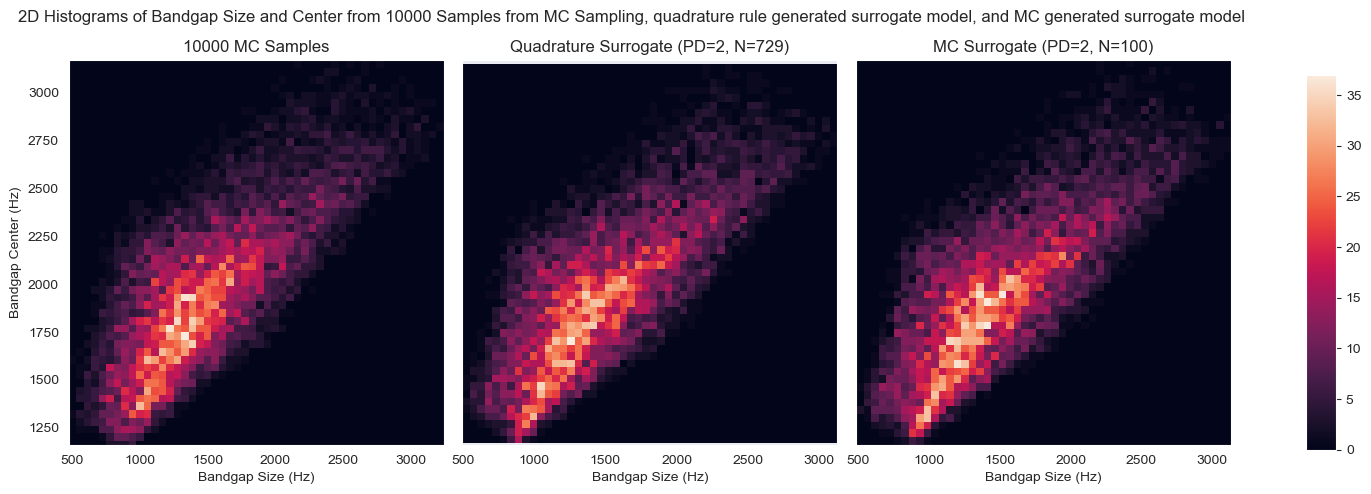 2D Histograms of Bandgap Size and Center from 10000 Samples from MC Sampling, quadrature rule generated surrogate model, and MC generated surrogate model
10000 MC Samples
Quadrature Surrogate (PD=2, N=729)
MC Surrogate (PD=2, N=100)
Bandgap Center (Hz)
3000
2750
2500
2250
2000
1750
1500
1250
500 1000 1500 2000 2500 3000
Bandgap Size (Hz)
500 1000 1500 2000 2500 3000
Bandgap Size (Hz)
500 1000 1500 2000 2500 3000
Bandgap Size (Hz)
35
30
25
20
15
10
5
0